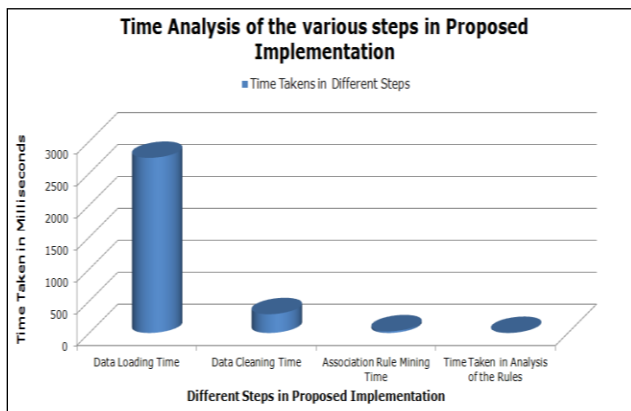 Time Analysis of the various steps in Proposed
Implementation
Time Takens in Different Steps
Time Taken in Milliseconds
3000
2500
2000
1500
1000
500
0
Data Loading Time
Data Cleaning Time
Association Rule Mining
Time
Time Taken in Analysis
of the Rules
Different Steps in Proposed Implementation